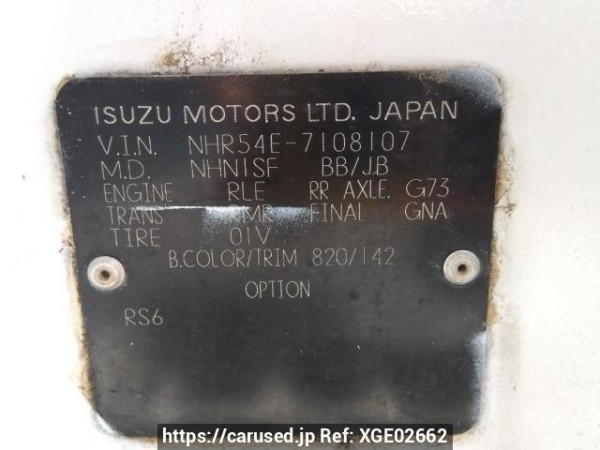 ISUZU MOTORS LTD. JAPAN
V.I.N. NHR54E-7108107
M.D. NHN1SF BB/J.B
ENGINE RLE RR AXLE. G73
TRANS FINAL GNA
TIRE 01V
B.COLOR/TRIM 820/142
OPTION
RS6
https://carused.jp Ref: XGE02662